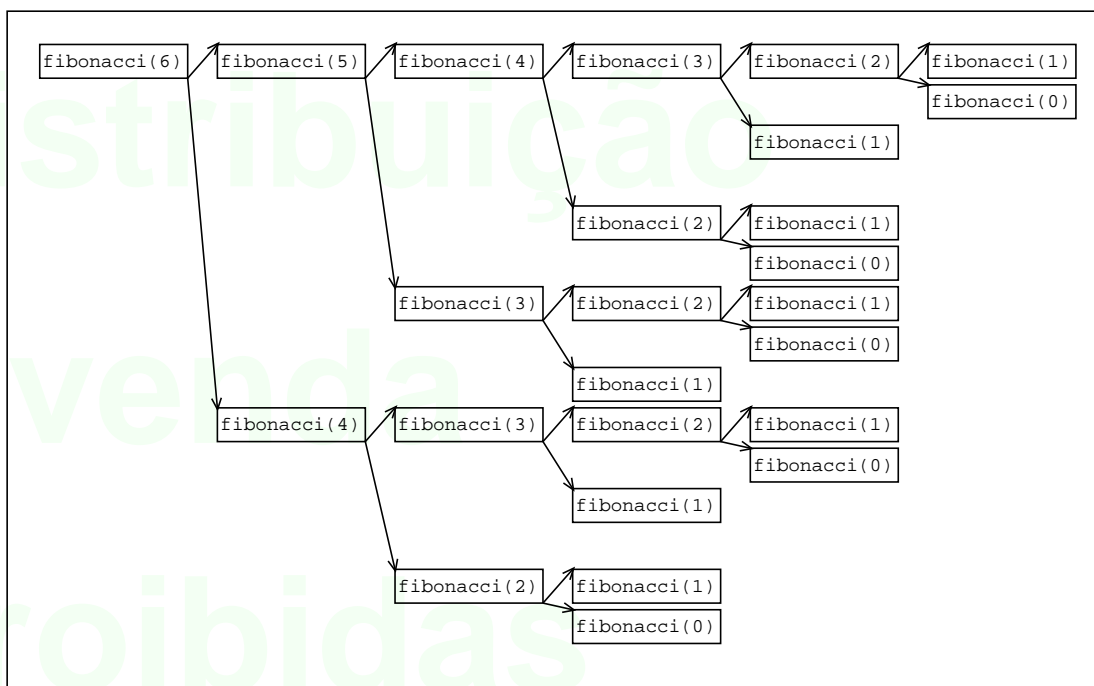 fibonacci(6) fibonacci(5) fibonacci(4) fibonacci(3) fibonacci(2) fibonacci(1)
fibonacci(0)
fibonacci(1)
fibonacci(2) fibonacci(1)
fibonacci(0)
fibonacci(3) fibonacci(2) fibonacci(1)
fibonacci(0)
fibonacci(1)
fibonacci(4) fibonacci(3) fibonacci(2) fibonacci(1)
fibonacci(0)
fibonacci(1)
fibonacci(2) fibonacci(1)
fibonacci(0)
istribuição
venda
roibidas